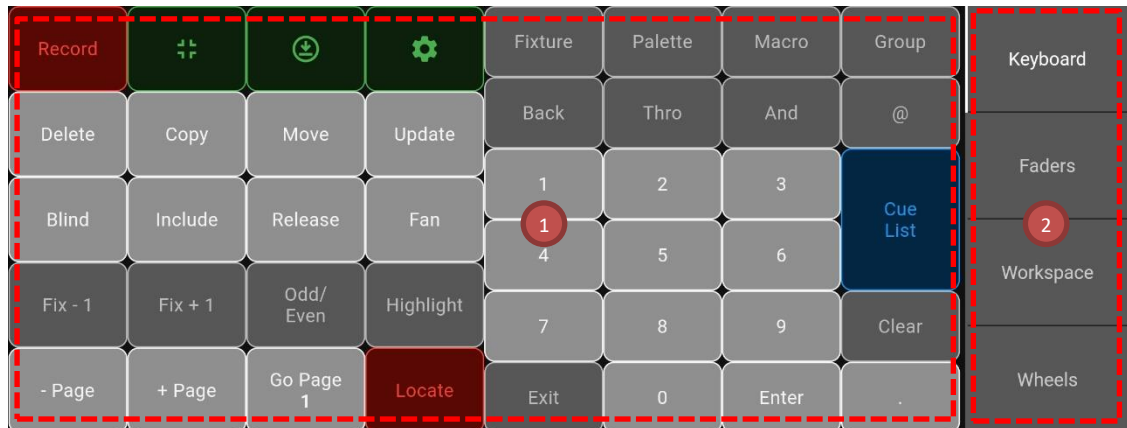 Record
Fixture Palette Macro Group
Keyboard
Delete Copy Move Update
Back Thro And @
Blind Include Release Fan
1 2 3
Cue
List
Faders
1
2
4 5 6
Workspace
Fix - 1 Fix + 1
Odd/
Even
Highlight
7 8 9 Clear
- Page + Page
Go Page
1
Locate
Exit 0 Enter .
Wheels